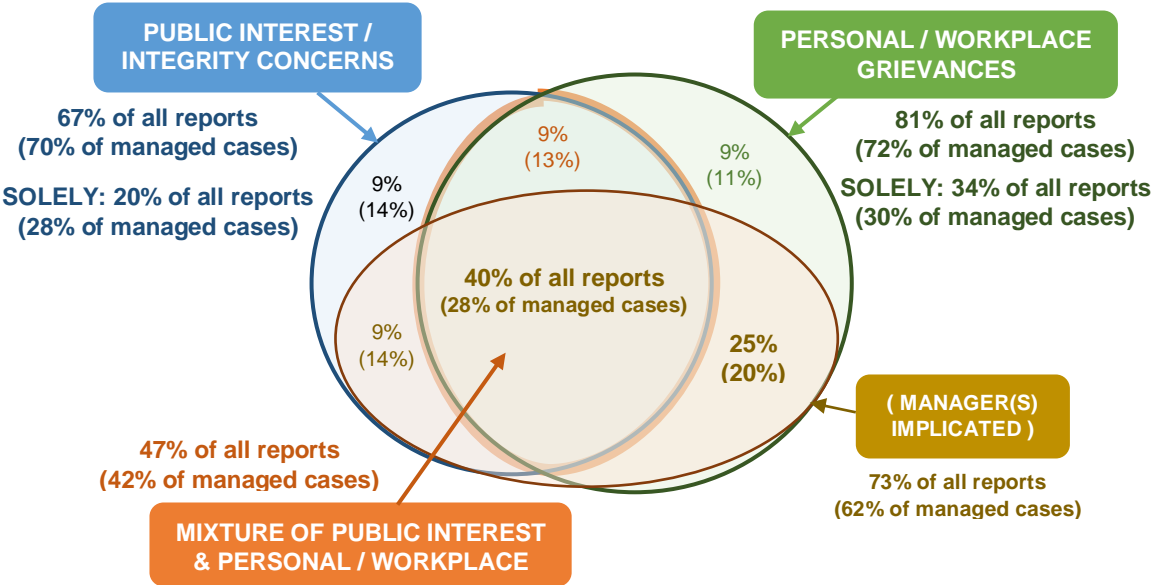 PUBLIC INTEREST /
INTEGRITY CONCERNS
67% of all reports
(70% of managed cases)
SOLELY: 20% of all reports
(28% of managed cases)
PERSONAL / WORKPLACE
GRIEVANCES
81% of all reports
(72% of managed cases)
SOLELY: 34% of all reports
(30% of managed cases)
9%
(13%)
9%
(11%)
9%
(14%)
40% of all reports
(28% of managed cases)
9%
(14%)
25%
(20%)
( MANAGER(S)
IMPLICATED )
73% of all reports
(62% of managed cases)
47% of all reports
(42% of managed cases)
MIXTURE OF PUBLIC INTEREST
& PERSONAL / WORKPLACE